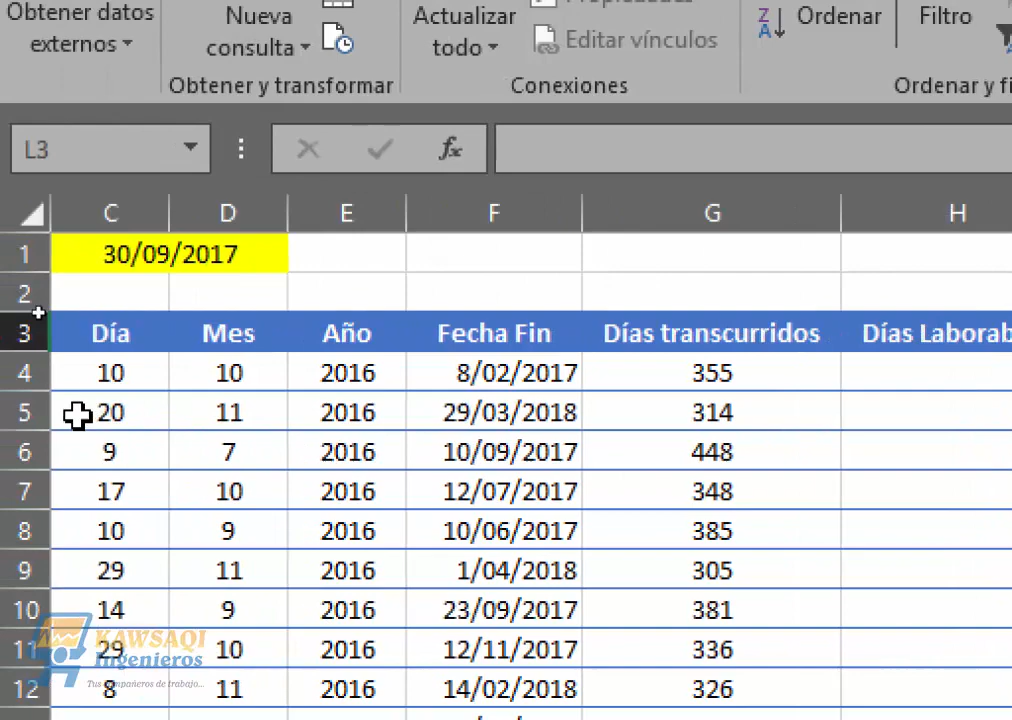 Obtener datos externos
Nueva consulta
Obtener y transformar
Actualizar todo
Editar vínculos
Conexiones
Ordenar
Filtro
Ordenar y fi
L3
fx
C D E F G H
1 30/09/2017
2
3 Día Mes Año Fecha Fin Días transcurridos Días Laborab
4 10 10 2016 8/02/2017 355
5 20 11 2016 29/03/2018 314
6 9 7 2016 10/09/2017 448
7 17 10 2016 12/07/2017 348
8 10 9 2016 10/06/2017 385
9 29 11 2016 1/04/2018 305
10 14 9 2016 23/09/2017 381
11 29 10 2016 12/11/2017 336
12 8 11 2016 14/02/2018 326
KAWSAQI
Ingenieros
Tus compañeros de trabajo...